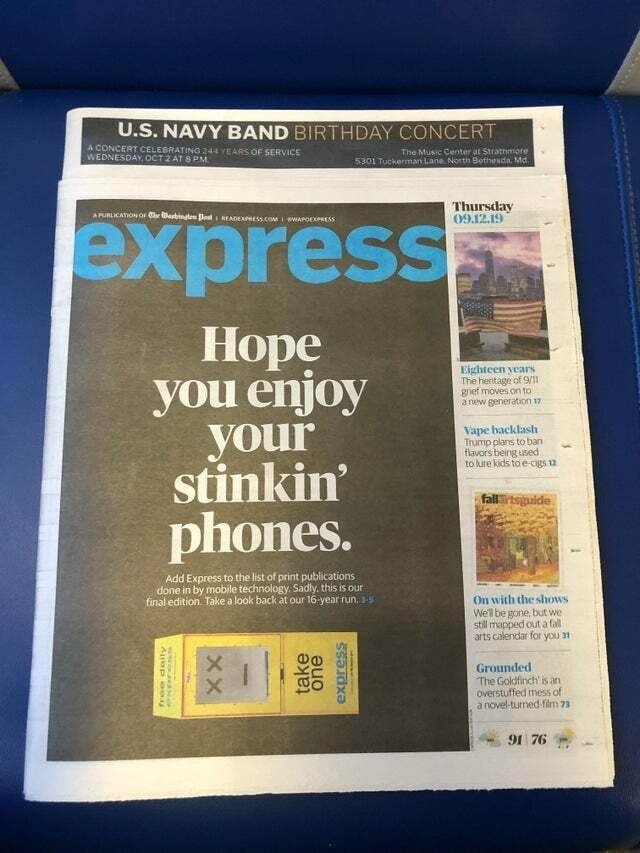 U.S. NAVY BAND BIRTHDAY CONCERT
A CONCERT CELEBRATING 244 YEARS OF SERVICE
WEDNESDAY, OCT 2 AT 8 P.M.
The Music Center at Strathmore
5301 Tuckerman Lane, North Bethesda, Md.
A PUBLICATION OF The Washington Post | READEXPRESS.COM | @WAPOEXPRESS
express
Hope
you enjoy
your
stinkin'
phones.
Add Express to the list of print publications
done in by mobile technology. Sadly, this is our
final edition. Take a look back at our 16-year run. 3-5
free daily
express
take
one
express
Thursday
09.12.19
Eighteen years
The heritage of 9/11
grief moves on to
a new generation 17
Vape backlash
Trump plans to ban
flavors being used
to lure kids to e-cigs 12
fallartsguide
On with the shows
We'll be gone, but we
still mapped out a fall
arts calendar for you 31
Grounded
'The Goldfinch' is an
overstuffed mess of
a novel-turned-film 73
91 | 76